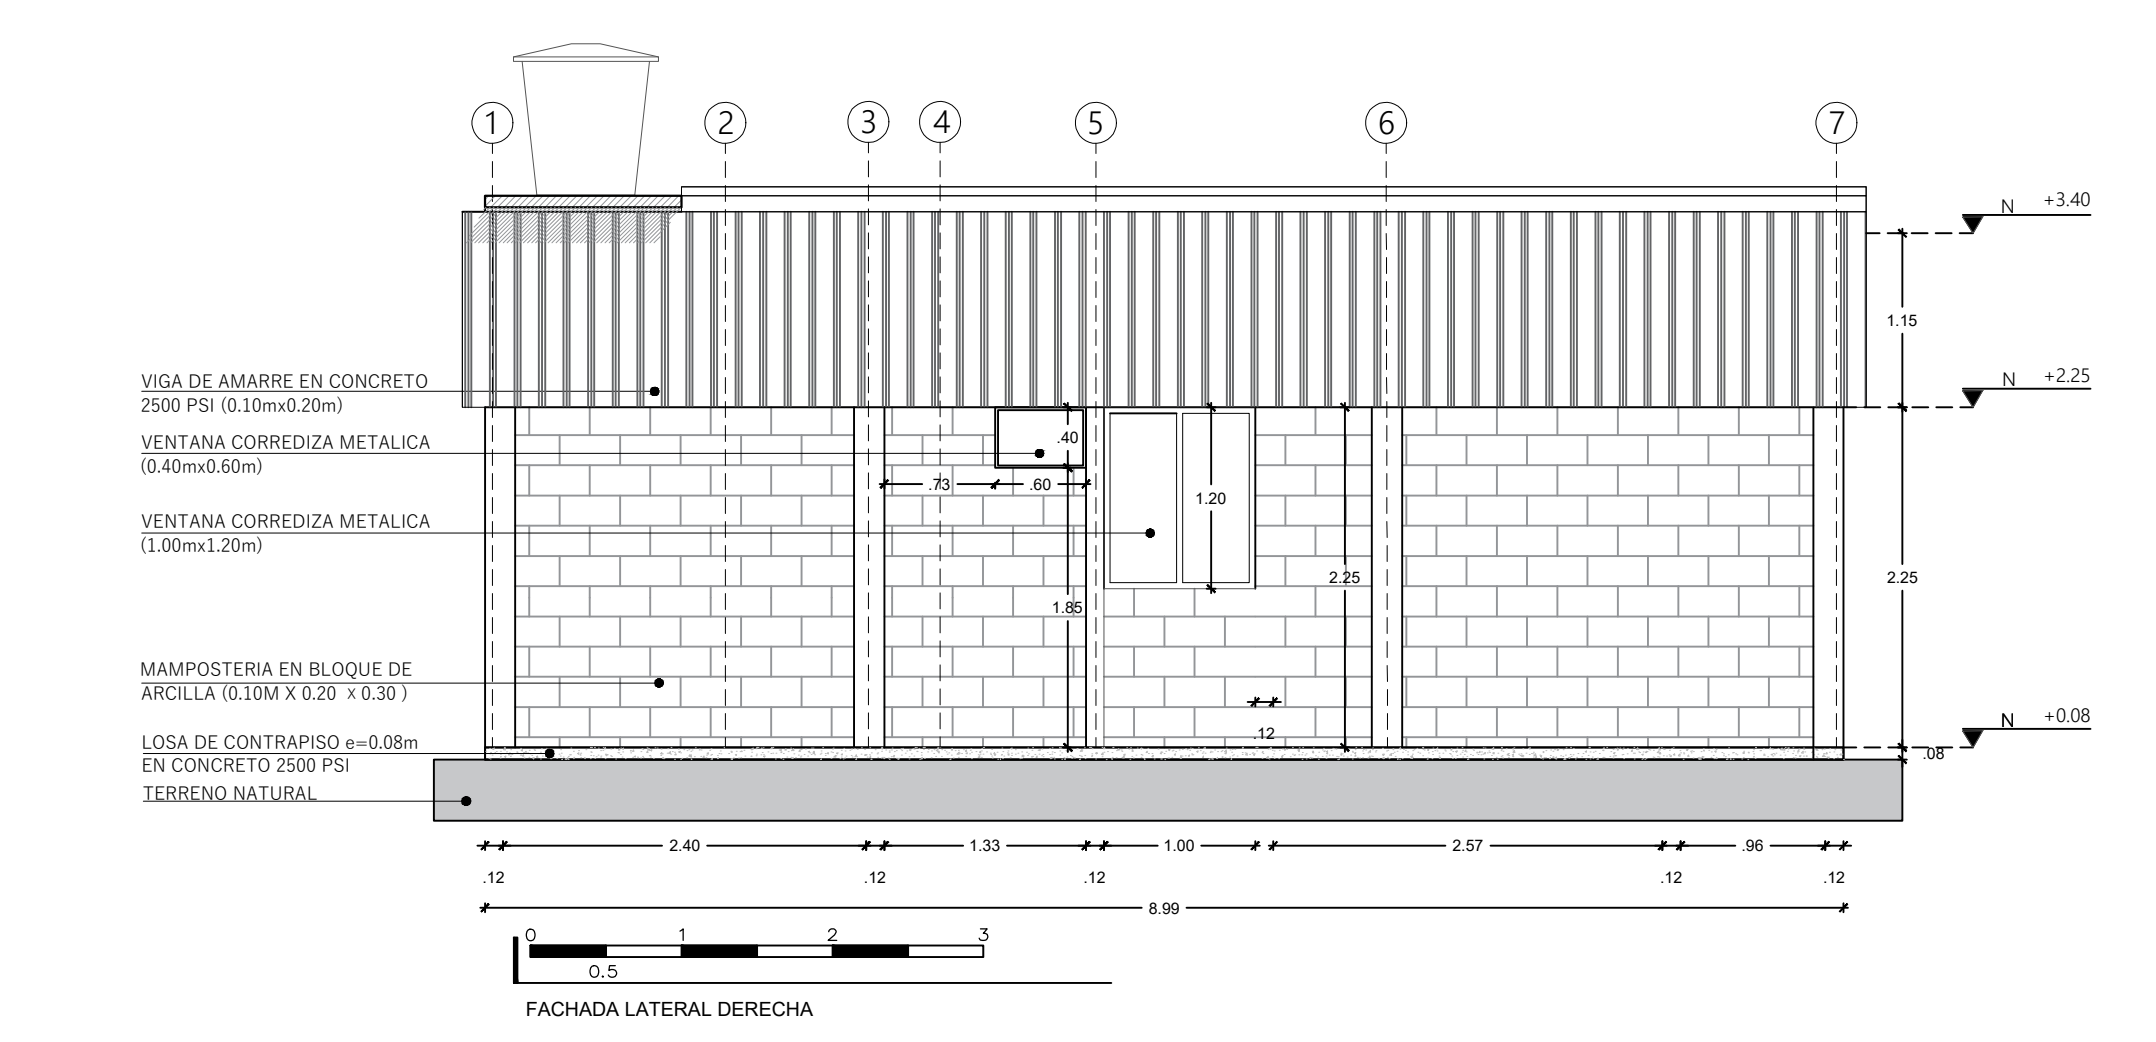 1 2 3 4 5 6 7
N +3.40
1.15
N +2.25
VIGA DE AMARRE EN CONCRETO
2500 PSI (0.10mx0.20m)
VENTANA CORREDIZA METALICA
(0.40mx0.60m)
VENTANA CORREDIZA METALICA
(1.00mx1.20m)
MAMPOSTERIA EN BLOQUE DE
ARCILLA (0.10M X 0.20 x 0.30 )
LOSA DE CONTRAPISO e=0.08m
EN CONCRETO 2500 PSI
TERRENO NATURAL
.40
.73 .60
1.20
2.25
2.25
1.85
.12
N +0.08
.08
2.40 1.33 1.00 2.57 .96
.12 .12 .12 .12 .12
8.99
0 1 2 3
0.5
FACHADA LATERAL DERECHA